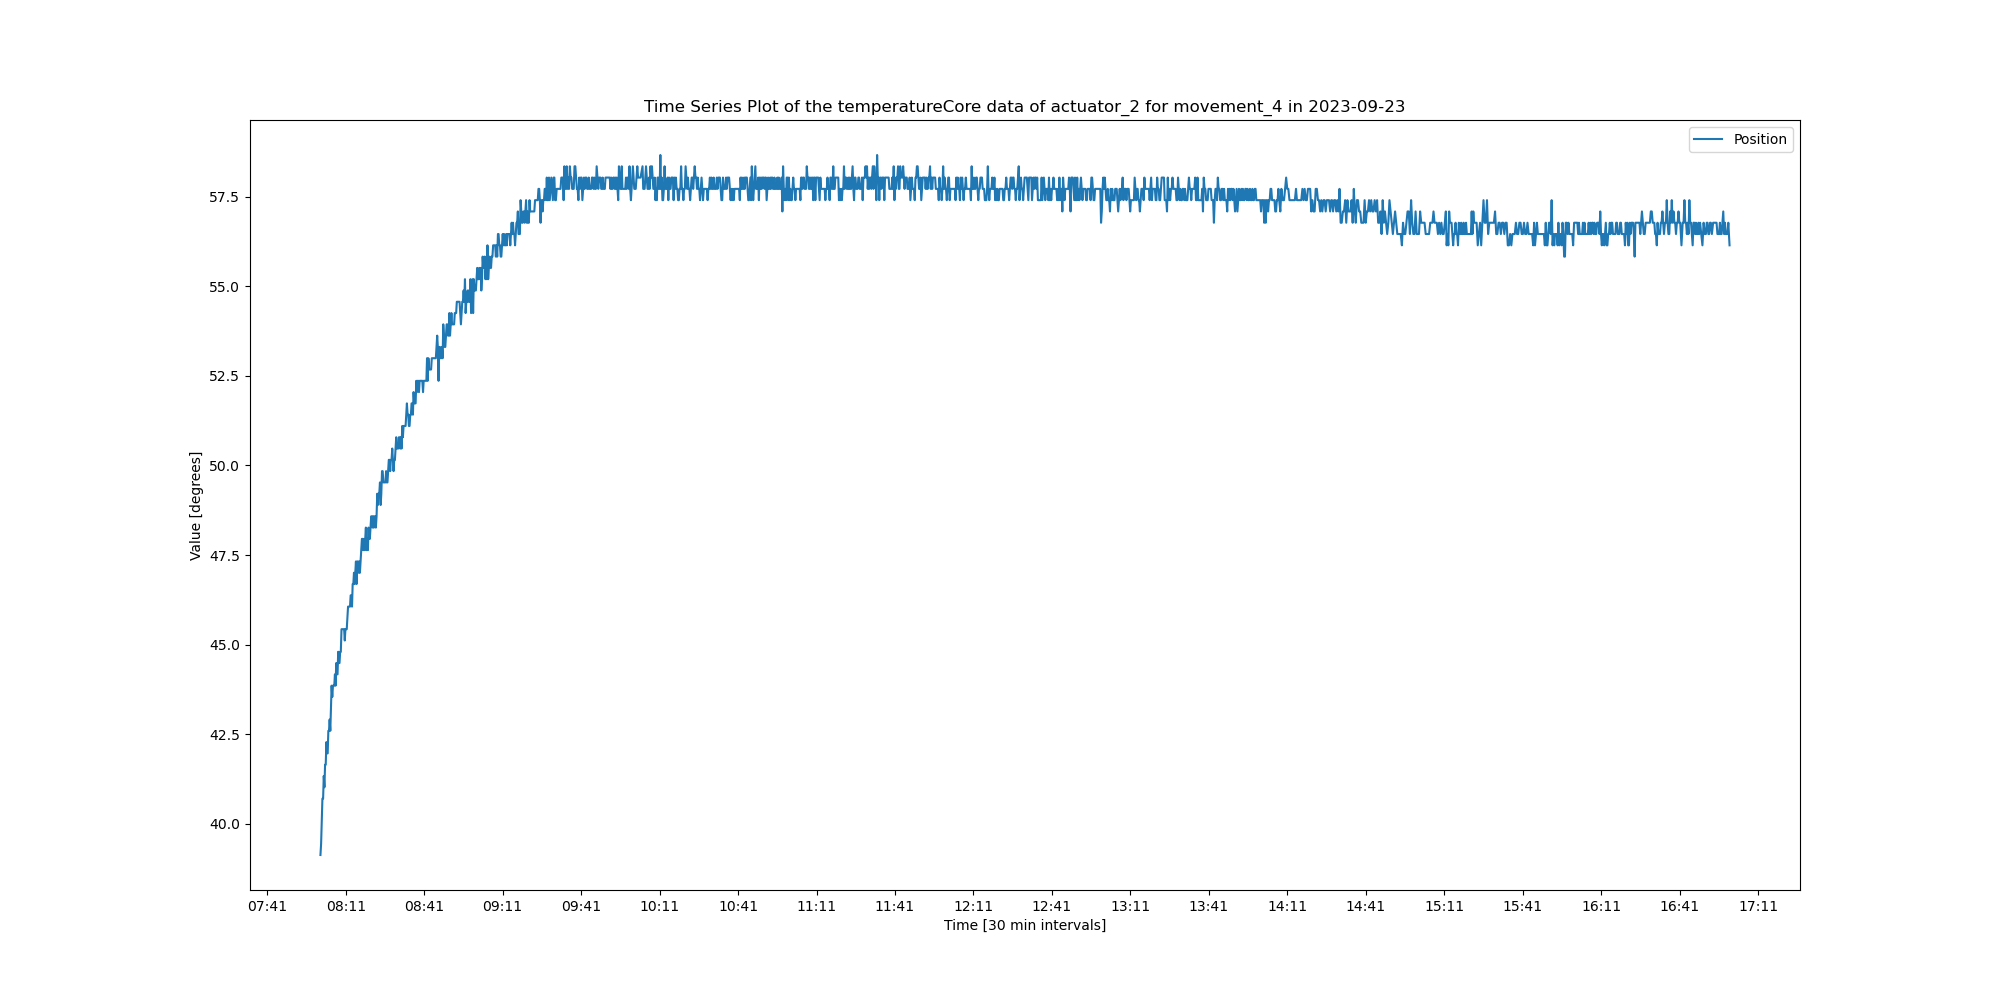 Time Series Plot of the temperatureCore data of actuator_2 for movement_4 in 2023-09-23
Position
57.5
55.0
52.5
50.0
47.5
45.0
42.5
40.0
Value [degrees]
07:41 08:11 08:41 09:11 09:41 10:11 10:41 11:11 11:41 12:11 12:41 13:11 13:41 14:11 14:41 15:11 15:41 16:11 16:41 17:11
Time [30 min intervals]